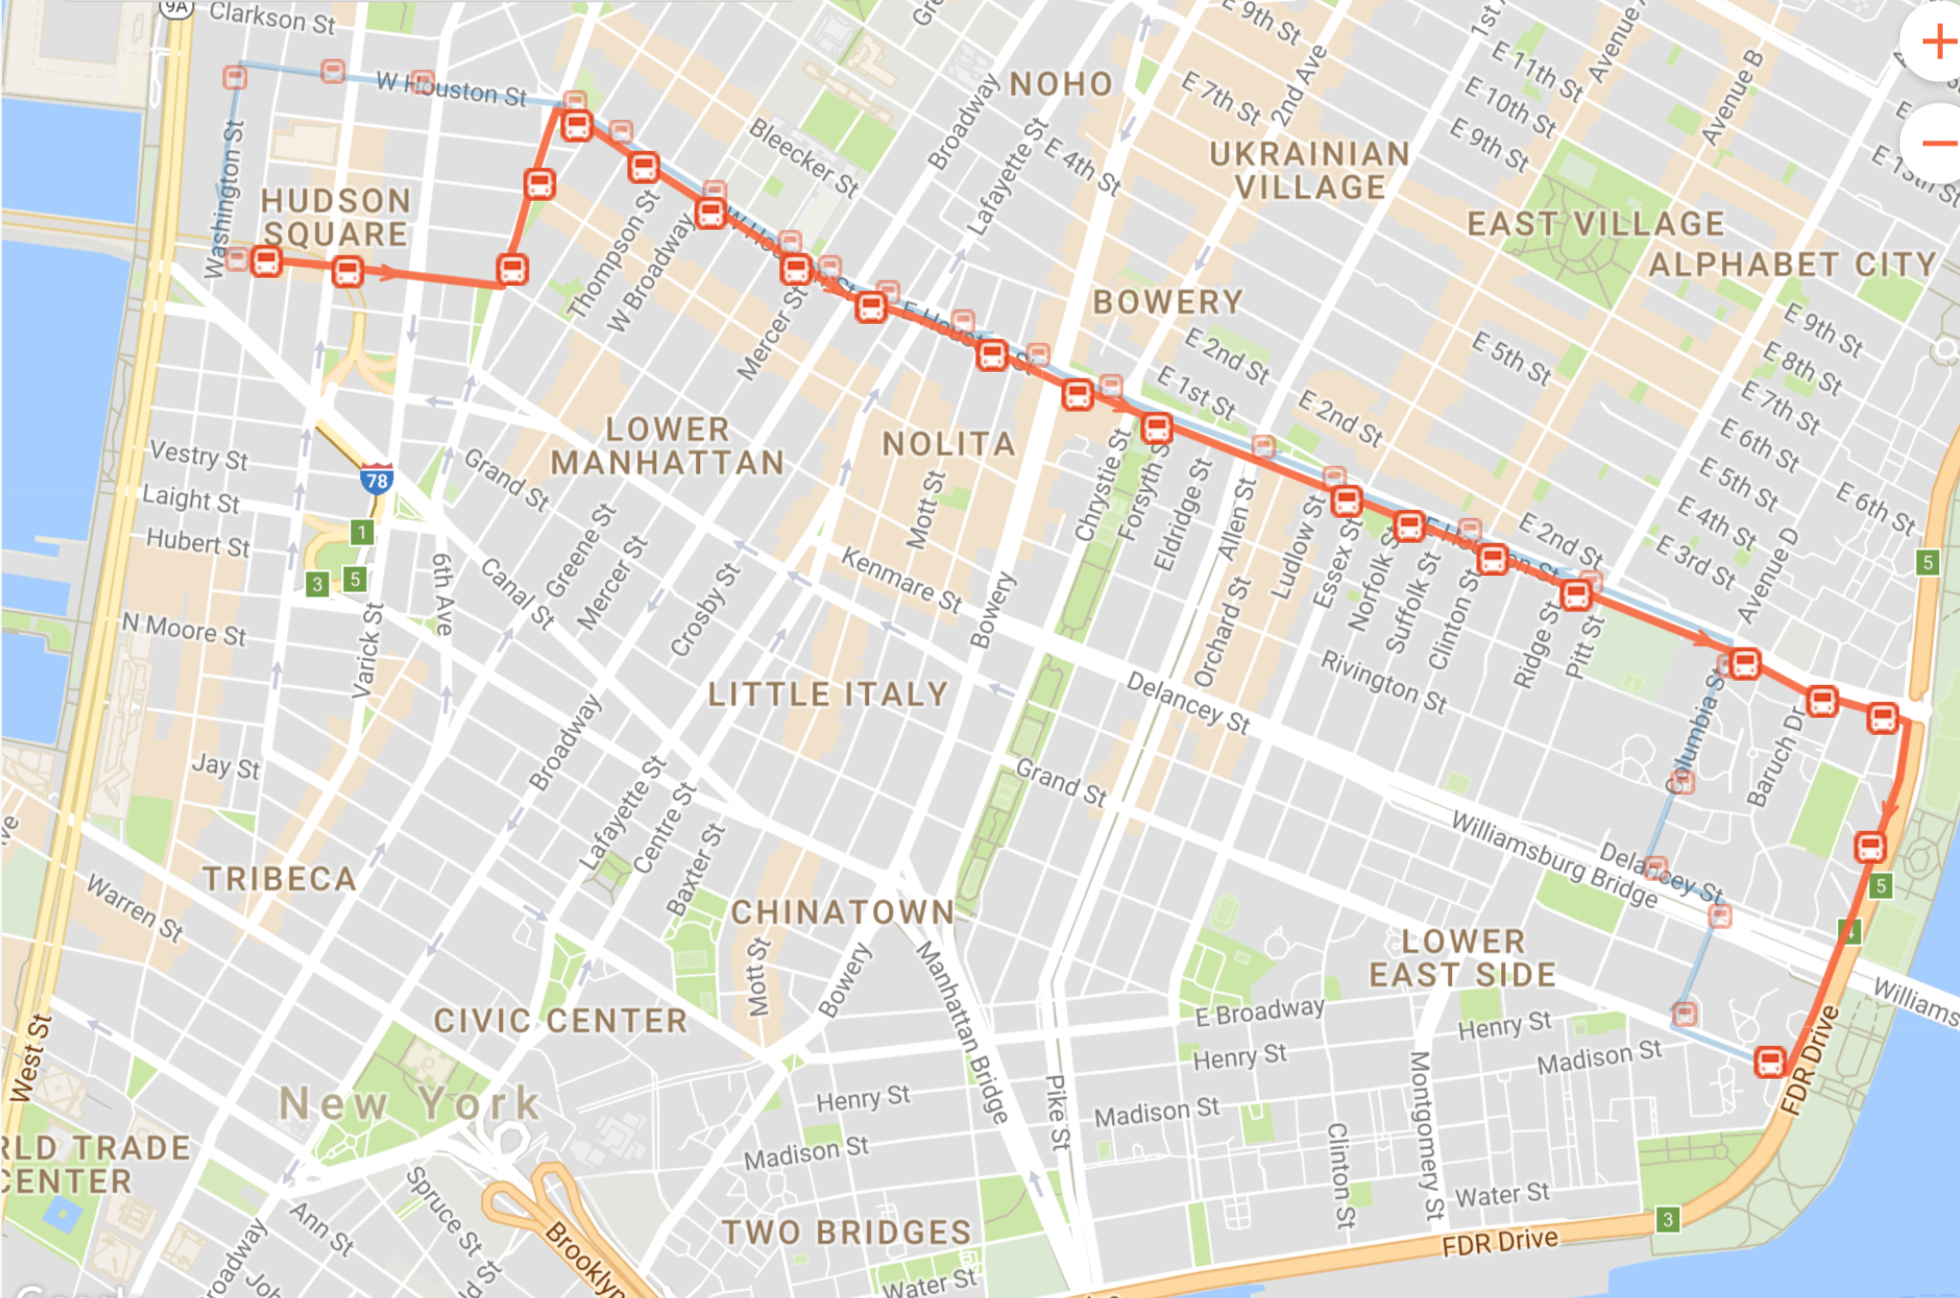 9A
Clarkson St
W Houston St
Washington St
HUDSON
SQUARE
Bleecker St
Broadway
NOHO
Lafayette St
E 4th St
E 9th St
E 7th St
2nd Ave
UKRAINIAN
VILLAGE
E 11th St
E 10th St
E 9th St
Avenue B
EAST VILLAGE
ALPHABET CITY
Thompson St
W Broadway
Mercer St
BOWERY
E 2nd St
E 1st St
E 2nd St
E 5th St
E 9th St
E 8th St
E 7th St
E 6th St
E 5th St
E 4th St
E 3rd St
E 6th St
E 2nd St
Avenue D
LOWER
MANHATTAN
NOLITA
Vestry St
Laight St
Hubert St
N Moore St
78
1
3
5
5
Grand St
Greene St
Mercer St
Canal St
6th Ave
Varick St
Crosby St
Mott St
Kenmare St
Bowery
Chrystie St
Forsyth St
Eldridge St
Allen St
Orchard St
Ludlow St
Essex St
Norfolk St
Suffolk St
Clinton St
Ridge St
Pitt St
Rivington St
Delancey St
LITTLE ITALY
Columbia St
Baruch Dr
Jay St
Broadway
Lafayette St
Centre St
Baxter St
Grand St
Williamsburg Bridge
Delancey St
5
4
TRIBECA
Warren St
CHINATOWN
Mott St
Bowery
Manhattan Bridge
LOWER
EAST SIDE
Williams
CIVIC CENTER
E Broadway
Henry St
Henry St
Madison St
West St
New York
Henry St
Madison St
Pike St
Madison St
Montgomery St
Clinton St
Water St
FDR Drive
RLD TRADE
CENTER
Ann St
Spruce St
TWO BRIDGES
3
FDR Drive
Brooklyn
Water St